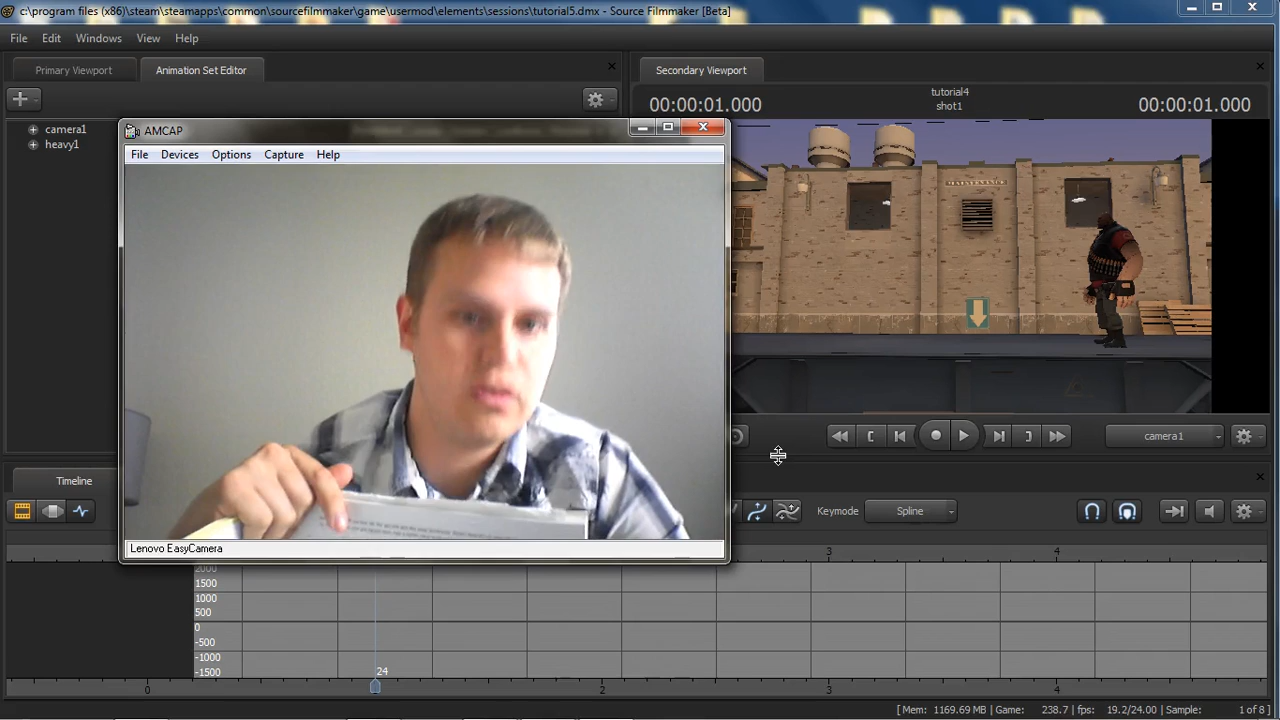 c:\program files (x86)\steam\steamapps\common\sourcefilmmaker\game\usermod\elements\sessions\tutorial5.dmx - Source Filmmaker [Beta]
File Edit Windows View Help
Primary Viewport Animation Set Editor Secondary Viewport
00:00:01.000 tutorial4 00:00:01.000
shot1
camera1
heavy1
AMCAP
File Devices Options Capture Help
Lenovo EasyCamera
camera1
Timeline
Keymode Spline
3 4
2000
1500
1000
500
0
-500
-1000
-1500
24
0 2 3 4
[ Mem: 1169.69 MB | Game: 238.7 | fps: 19.2/24.00 | Sample: 1 of 8 ]